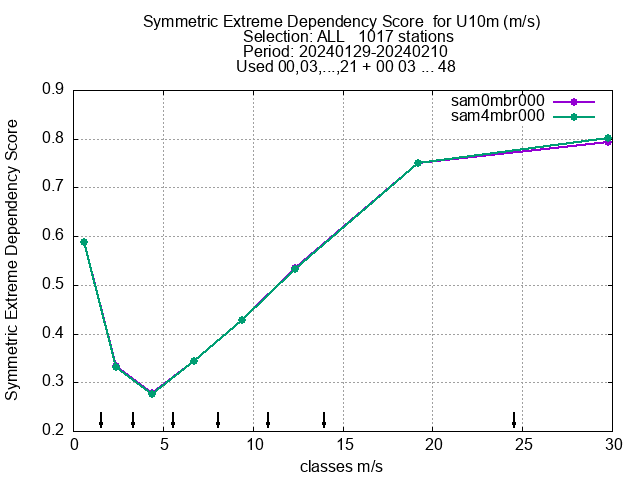 Symmetric Extreme Dependency Score  for U10m (m/s)
Selection: ALL   1017 stations
Period: 20240129-20240210
Used 00,03,...,21 + 00 03 ... 48
sam0mbr000
sam4mbr000
Symmetric Extreme Dependency Score
0.9
0.8
0.7
0.6
0.5
0.4
0.3
0.2
0 5 10 15 20 25 30
classes m/s